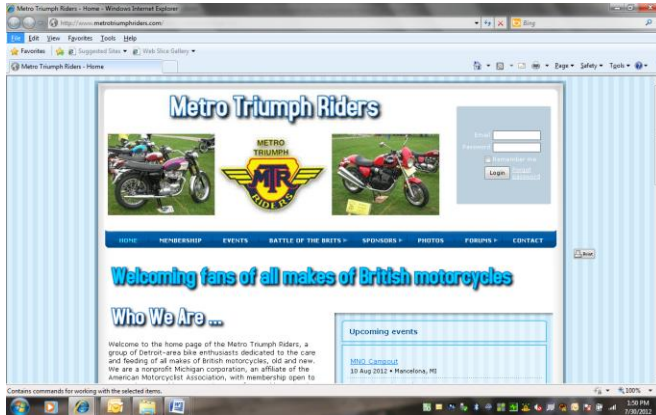 Metro Triumph Riders - Home - Windows Internet Explorer
http://www.metrotriumphriders.com/
Bing
File Edit View Favorites Tools Help
Favorites Suggested Sites Web Slice Gallery
Metro Triumph Riders - Home
Page Safety Tools
Metro Triumph Riders
METRO
TRIUMPH
MTR
RIDERS
Email
Password
Remember me
Login Forgot
password
HOME MEMBERSHIP EVENTS BATTLE OF THE BRITS SPONSORS PHOTOS FORUMS CONTACT
Print
Welcoming fans of all makes of British motorcycles
Who We Are ...
Welcome to the home page of the Metro Triumph Riders, a
group of Detroit-area bike enthusiasts dedicated to the care
and feeding of all makes of British motorcycles, old and new.
We are a nonprofit Michigan corporation, an affiliate of the
American Motorcyclist Association, with membership open to
Upcoming events
MNO Campout
10 Aug 2012 • Mancelona, MI
Contains commands for working with the selected items.
100%
1:50 PM
7/30/2012